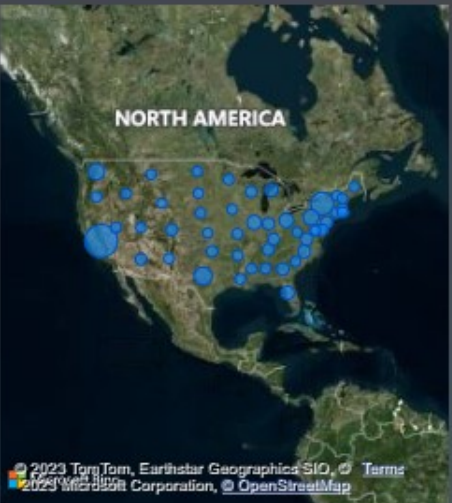 NORTH AMERICA
© 2023 TomTom, Earthstar Geographics SIO, © Terms
2023 Microsoft Corporation, © OpenStreetMap